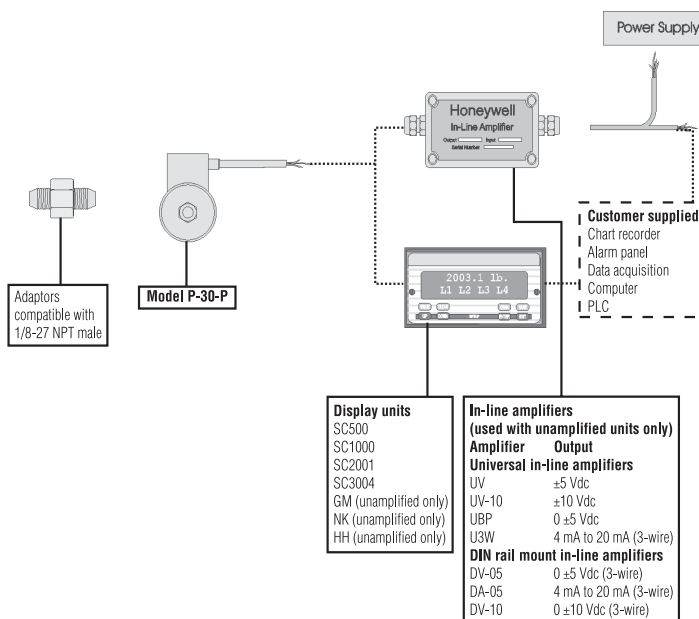 Power Supply
Honeywell
In-Line Amplifier
Output Input
Serial Number
Customer supplied
Chart recorder
Alarm panel
Data acquisition
Computer
PLC
2003.1 lb.
L1 L2 L3 L4
Adaptors
compatible with
1/8-27 NPT male
Model P-30-P
Display units
SC500
SC1000
SC2001
SC3004
GM (unamplified only)
NK (unamplified only)
HH (unamplified only)
In-line amplifiers
(used with unamplified units only)
Amplifier Output
Universal in-line amplifiers
UV ±5 Vdc
UV-10 ±10 Vdc
UBP 0 ±5 Vdc
U3W 4 mA to 20 mA (3-wire)
DIN rail mount in-line amplifiers
DV-05 0 ±5 Vdc (3-wire)
DA-05 4 mA to 20 mA (3-wire)
DV-10 0 ±10 Vdc (3-wire)